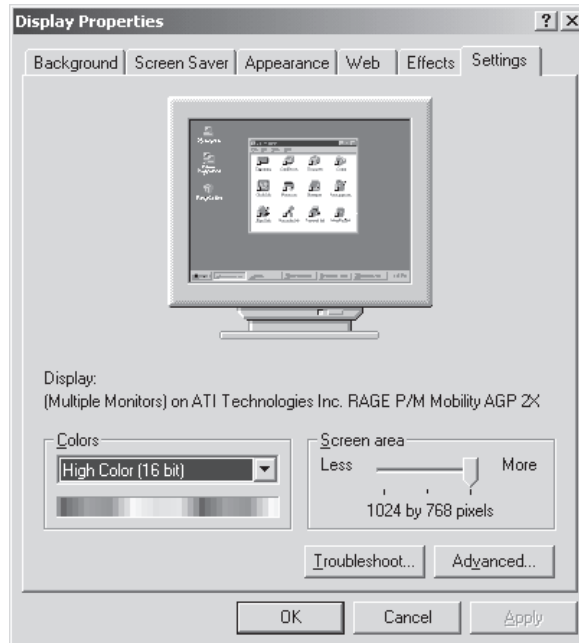 Display Properties
Background Screen Saver Appearance Web Effects Settings
Display:
(Multiple Monitors) on ATI Technologies Inc. RAGE P/M Mobility AGP 2X
Colors
Screen area
High Color (16 bit)
Less More
1024 by 768 pixels
Troubleshoot... Advanced...
OK Cancel Apply